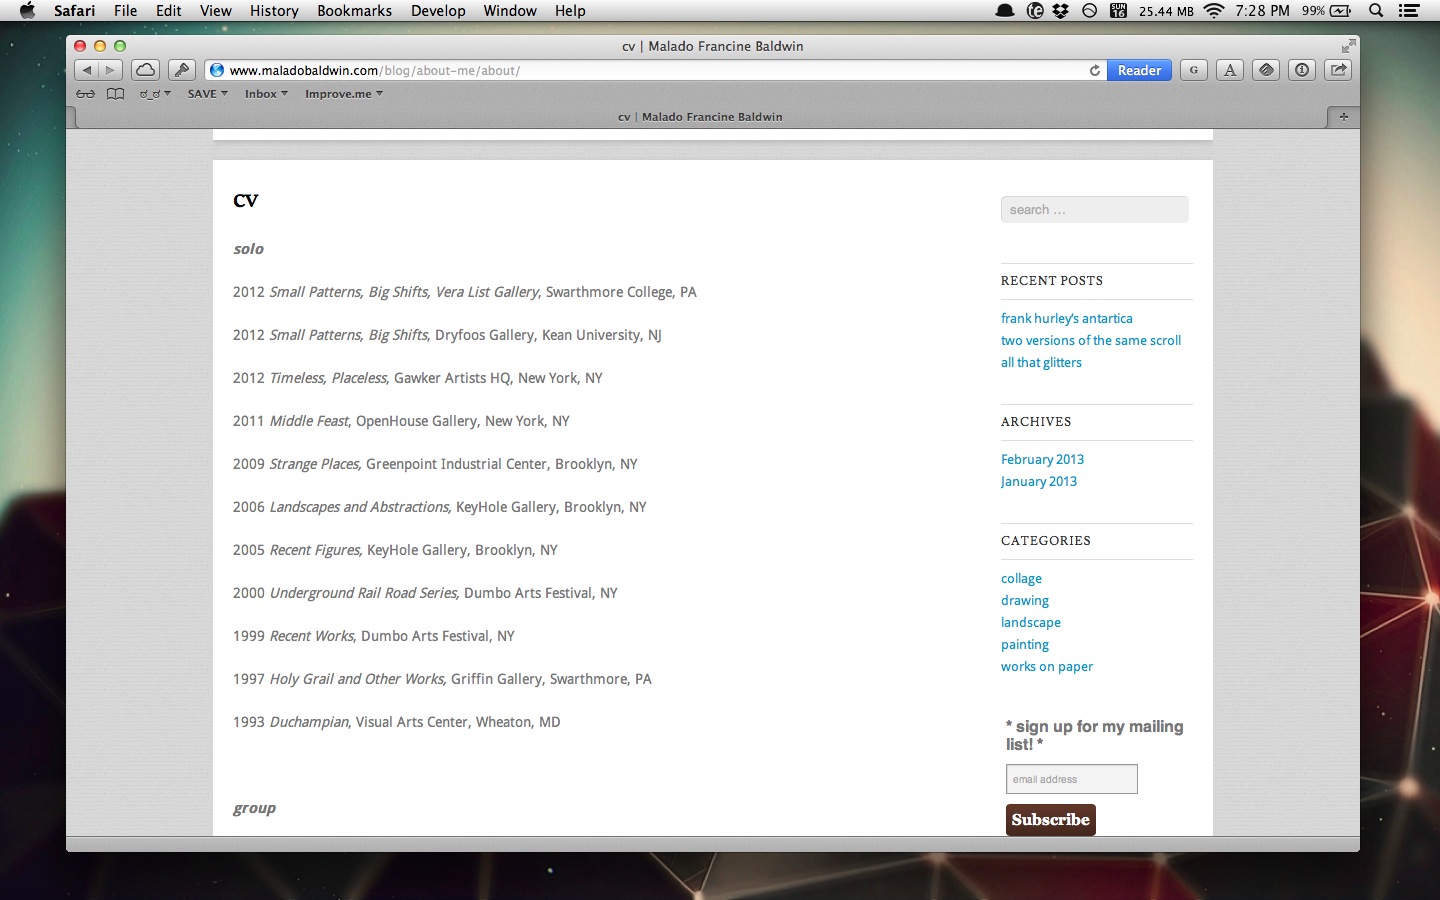 Safari File Edit View History Bookmarks Develop Window Help
SUN 16 25.44 MB 7:28 PM 99%
cv | Malado Francine Baldwin
www.maladobaldwin.com/blog/about-me/about/
Reader G A
SAVE Inbox Improve.me
cv | Malado Francine Baldwin
cv
solo
2012 Small Patterns, Big Shifts, Vera List Gallery, Swarthmore College, PA
2012 Small Patterns, Big Shifts, Dryfoos Gallery, Kean University, NJ
2012 Timeless, Placeless, Gawker Artists HQ, New York, NY
2011 Middle Feast, OpenHouse Gallery, New York, NY
2009 Strange Places, Greenpoint Industrial Center, Brooklyn, NY
2006 Landscapes and Abstractions, KeyHole Gallery, Brooklyn, NY
2005 Recent Figures, KeyHole Gallery, Brooklyn, NY
2000 Underground Rail Road Series, Dumbo Arts Festival, NY
1999 Recent Works, Dumbo Arts Festival, NY
1997 Holy Grail and Other Works, Griffin Gallery, Swarthmore, PA
1993 Duchampian, Visual Arts Center, Wheaton, MD
group
search ...
RECENT POSTS
frank hurley's antartica
two versions of the same scroll
all that glitters
ARCHIVES
February 2013
January 2013
CATEGORIES
collage
drawing
landscape
painting
works on paper
* sign up for my mailing
list! *
email address
Subscribe